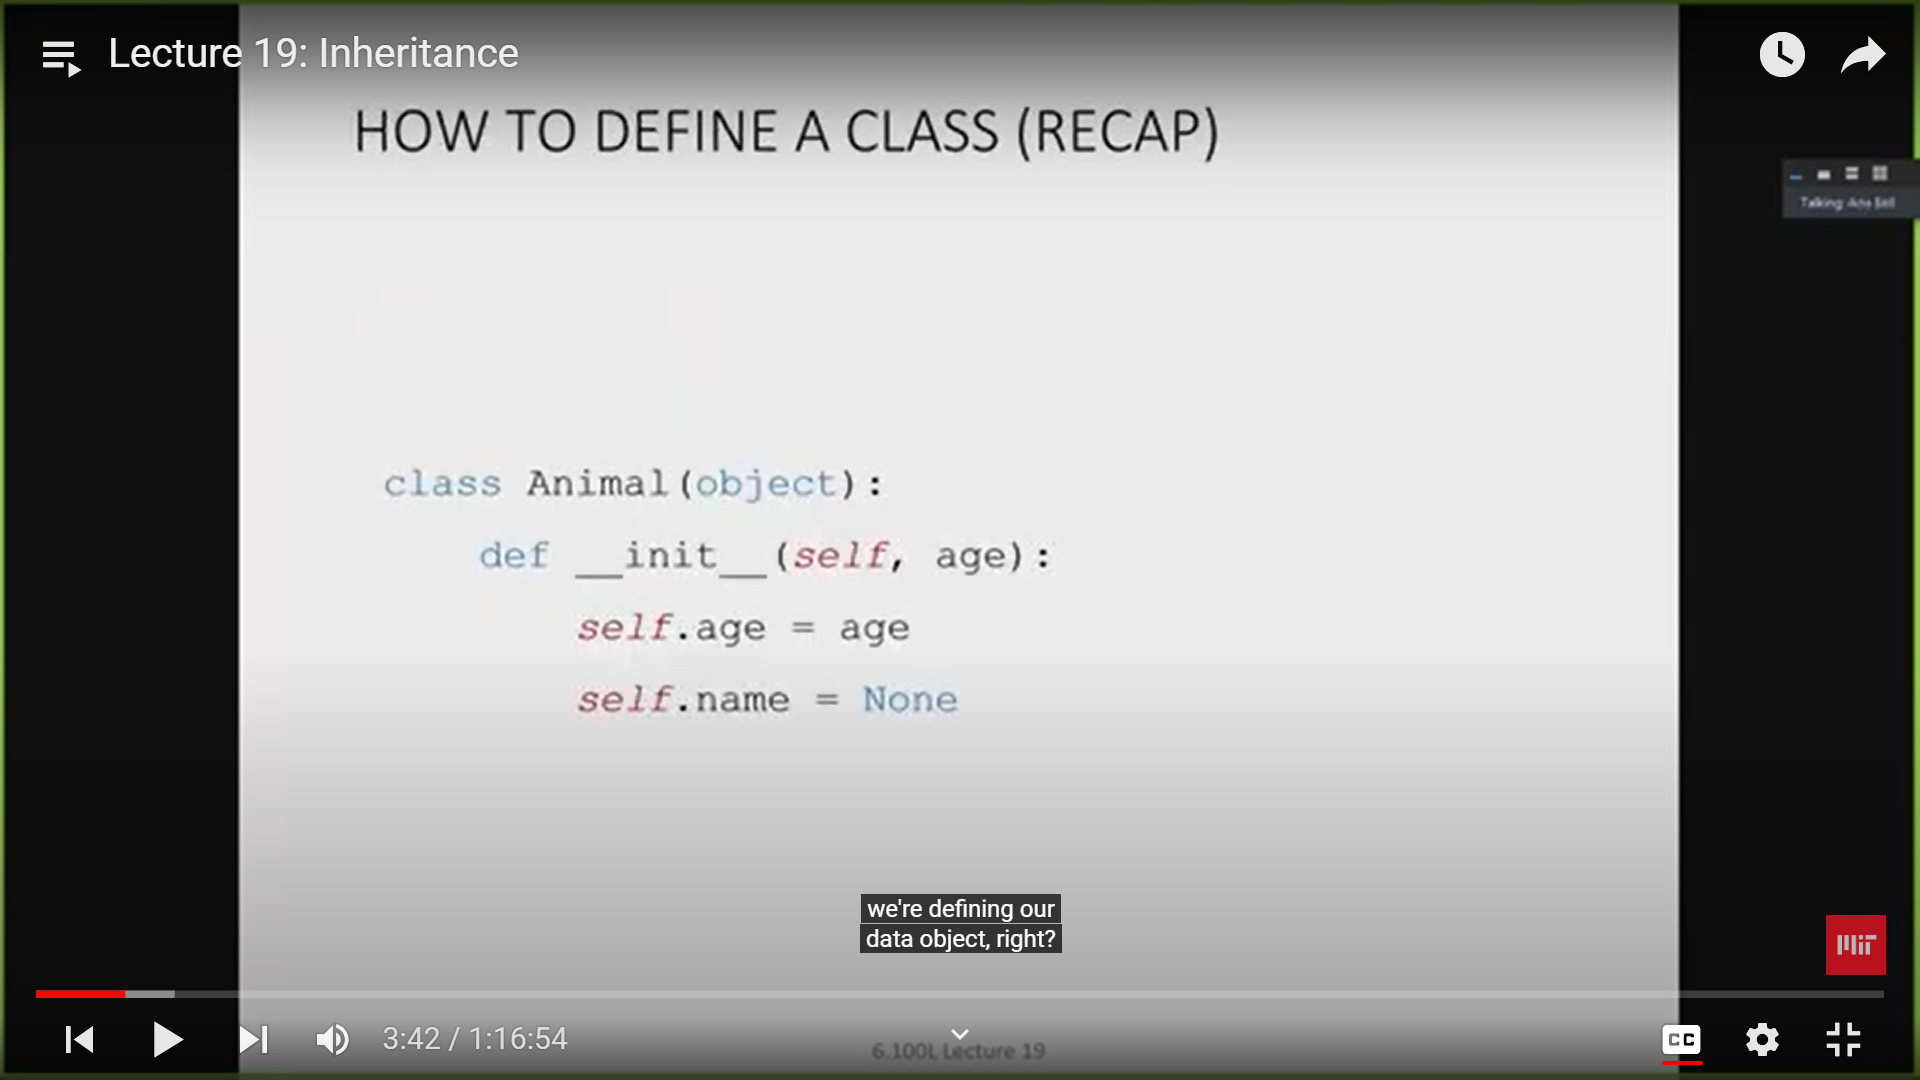 Lecture 19: Inheritance
HOW TO DEFINE A CLASS (RECAP)
Talking: Ana Bell
class Animal(object):
def __init__(self, age):
self.age = age
self.name = None
we're defining our
data object, right?
MIT
3:42 / 1:16:54
6.100L Lecture 19
CC